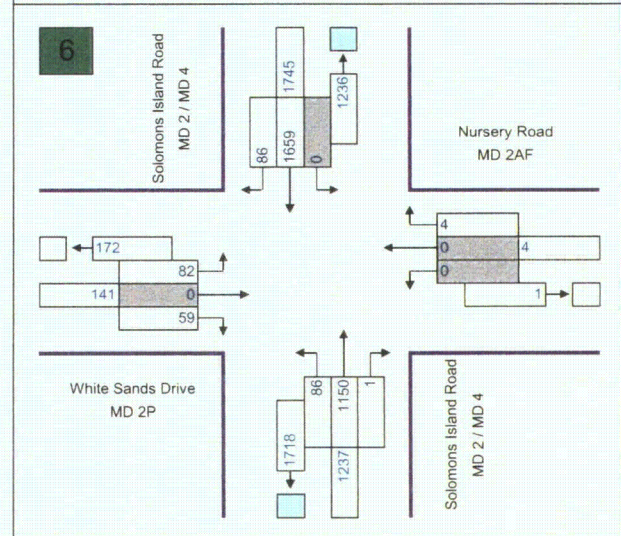 6
Solomons Island Road
MD 2 / MD 4
1745
1236
86
1659
0
Nursery Road
MD 2AF
172
82
141
0
59
4
0
4
0
1
White Sands Drive
MD 2P
86
1150
1
1718
1237
Solomons Island Road
MD 2 / MD 4